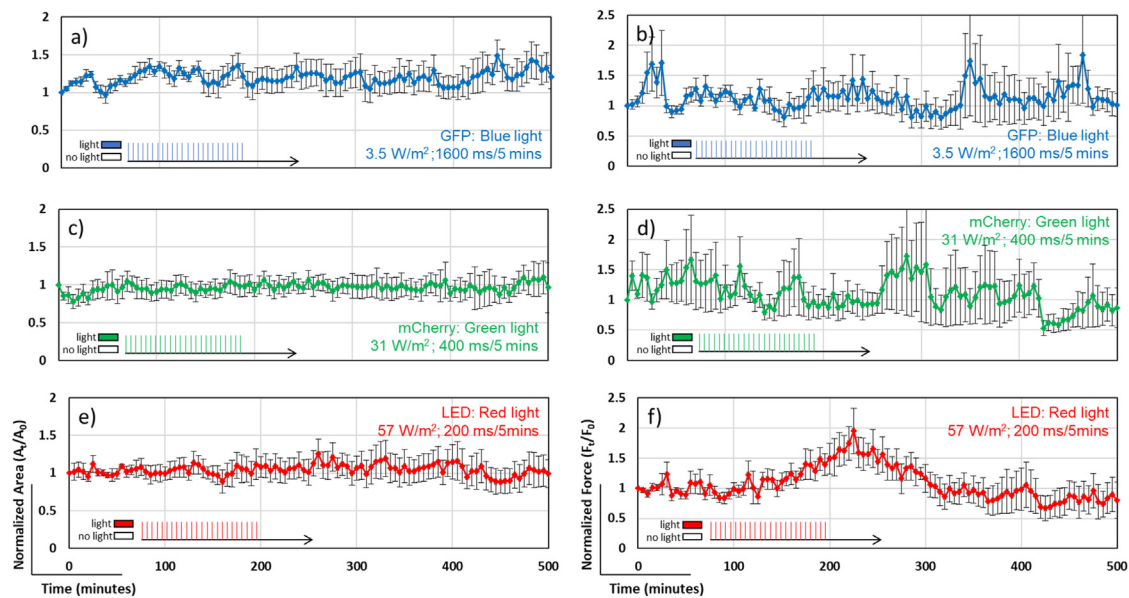 2
1.5
1
0.5
0
a)
light
no light
GFP: Blue light
3.5 W/m²;1600 ms/5 mins
2.5
2
1.5
1
0.5
0
b)
light
no light
GFP: Blue light
3.5 W/m²;1600 ms/5 mins
2
1.5
1
0.5
0
c)
light
no light
mCherry: Green light
31 W/m²; 400 ms/5 mins
2.5
2
1.5
1
0.5
0
d)
mCherry: Green light
31 W/m²; 400 ms/5 mins
light
no light
Normalized Area (Aₜ/A₀)
2
1.5
1
0.5
0
e)
LED: Red light
57 W/m²; 200 ms/5mins
light
no light
0 100 200 300 400 500
Time (minutes)
Normalized Force (Fₜ/F₀)
2.5
2
1.5
1
0.5
0
f)
LED: Red light
57 W/m²; 200 ms/5mins
light
no light
0 100 200 300 400 500
Time (minutes)